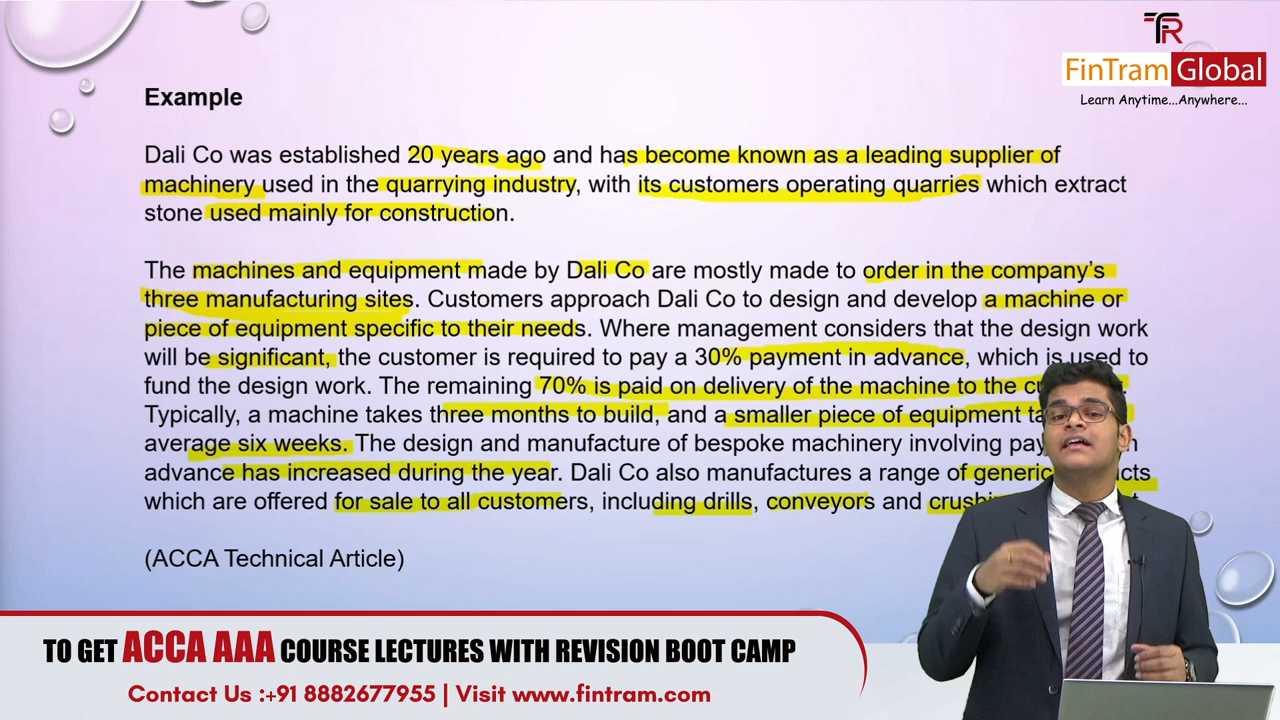 TR
FinTram Global
Learn Anytime...Anywhere...
Example
Dali Co was established 20 years ago and has become known as a leading supplier of
machinery used in the quarrying industry, with its customers operating quarries which extract
stone used mainly for construction.
The machines and equipment made by Dali Co are mostly made to order in the company's
three manufacturing sites. Customers approach Dali Co to design and develop a machine or
piece of equipment specific to their needs. Where management considers that the design work
will be significant, the customer is required to pay a 30% payment in advance, which is used to
fund the design work. The remaining 70% is paid on delivery of the machine to the
Typically, a machine takes three months to build, and a smaller piece of equipment
average six weeks. The design and manufacture of bespoke machinery involving
advance has increased during the year. Dali Co also manufactures a range of generic
which are offered for sale to all customers, including drills, conveyors and
(ACCA Technical Article)
TO GET ACCA AAA COURSE LECTURES WITH REVISION BOOT CAMP
Contact Us :+91 8882677955 | Visit www.fintram.com